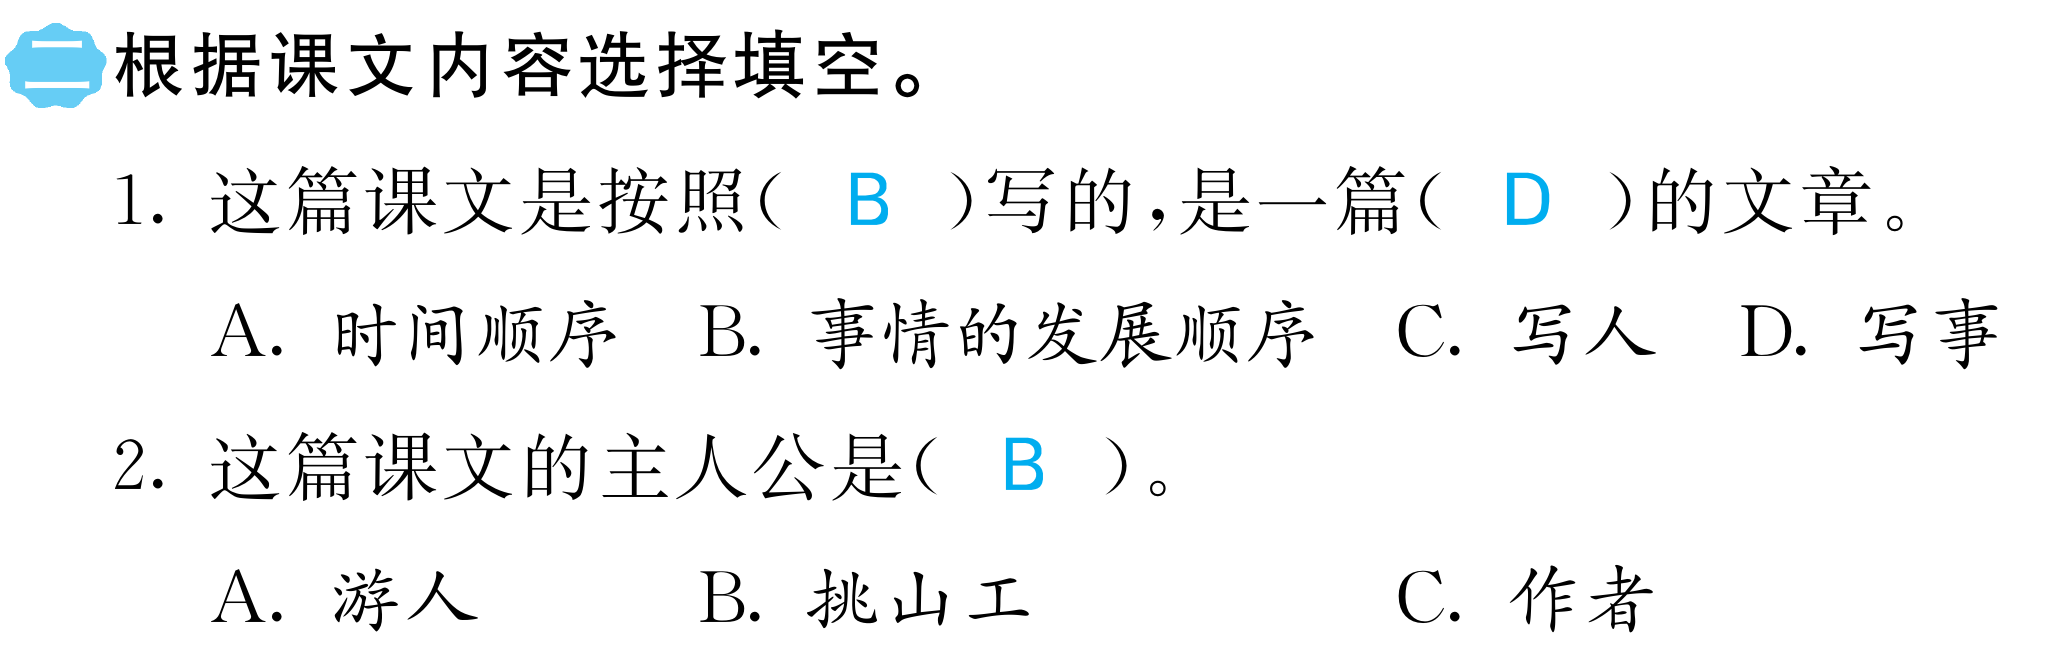 二 根据课文内容选择填空。
1. 这篇课文是按照( B )写的,是一篇( D )的文章。
A. 时间顺序 B. 事情的发展顺序 C. 写人 D. 写事
2. 这篇课文的主人公是( B )。
A. 游人 B. 挑山工 C. 作者